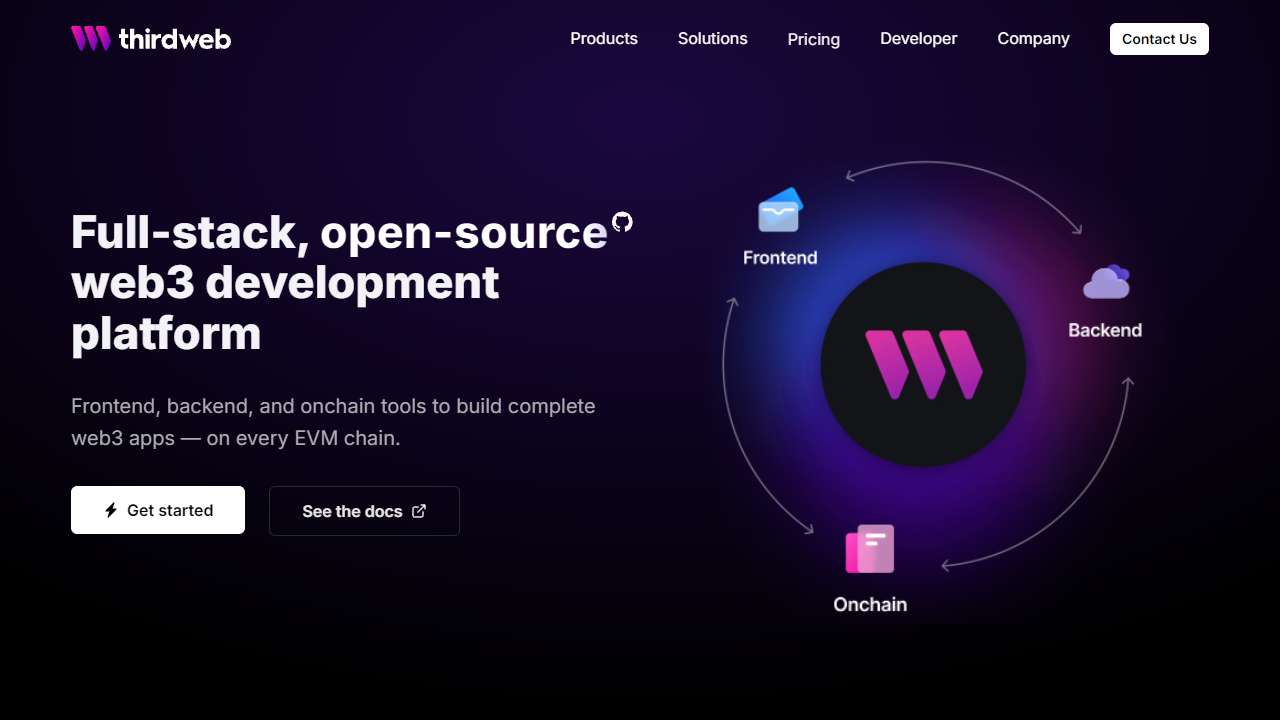 thirdweb
Products Solutions Pricing Developer Company Contact Us
Full-stack, open-source
web3 development
platform
Frontend, backend, and onchain tools to build complete
web3 apps — on every EVM chain.
Get started See the docs
Frontend
Backend
Onchain